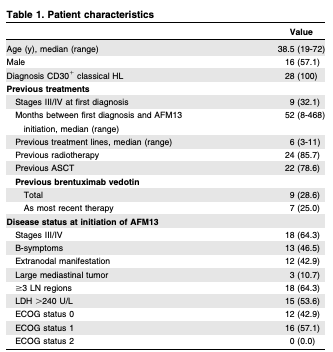 Table 1. Patient characteristics
Value
Age (y), median (range) 38.5 (19-72)
Male 16 (57.1)
Diagnosis CD30+ classical HL 28 (100)
Previous treatments
Stages III/IV at first diagnosis 9 (32.1)
Months between first diagnosis and AFM13 52 (8-468)
initiation, median (range)
Previous treatment lines, median (range) 6 (3-11)
Previous radiotherapy 24 (85.7)
Previous ASCT 22 (78.6)
Previous brentuximab vedotin
Total 9 (28.6)
As most recent therapy 7 (25.0)
Disease status at initiation of AFM13
Stages III/IV 18 (64.3)
B-symptoms 13 (46.5)
Extranodal manifestation 12 (42.9)
Large mediastinal tumor 3 (10.7)
≥3 LN regions 18 (64.3)
LDH >240 U/L 15 (53.6)
ECOG status 0 12 (42.9)
ECOG status 1 16 (57.1)
ECOG status 2 0 (0.0)